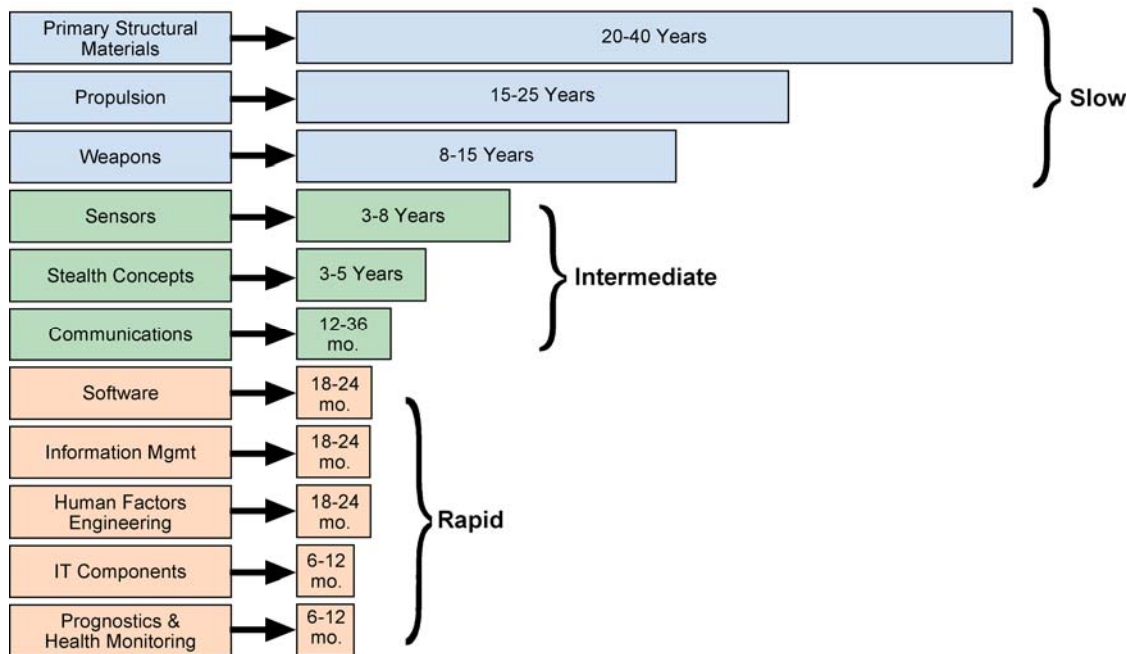 Primary Structural
Materials
20-40 Years
Propulsion
15-25 Years
Slow
Weapons
8-15 Years
Sensors
3-8 Years
Stealth Concepts
3-5 Years
Intermediate
Communications
12-36
mo.
Software
18-24
mo.
Information Mgmt
18-24
mo.
Human Factors
Engineering
18-24
mo.
Rapid
IT Components
6-12
mo.
Prognostics &
Health Monitoring
6-12
mo.